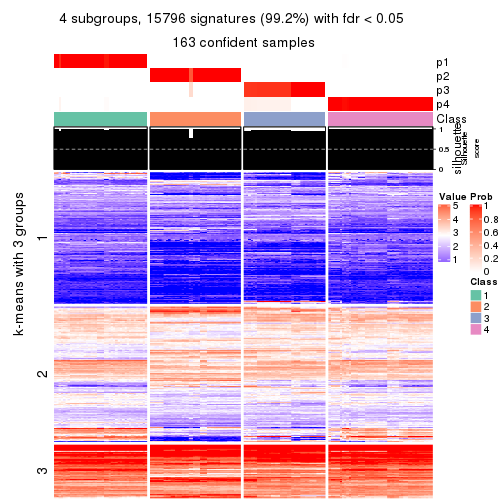 4 subgroups, 15796 signatures (99.2%) with fdr < 0.05
163 confident samples
p1
p2
p3
p4
Class
1
0.5
0
silhouette
Silhouette
score
k-means with 3 groups
1
2
3
Value
5
4
3
2
1
Prob
1
0.8
0.6
0.4
0.2
0
Class
1
2
3
4